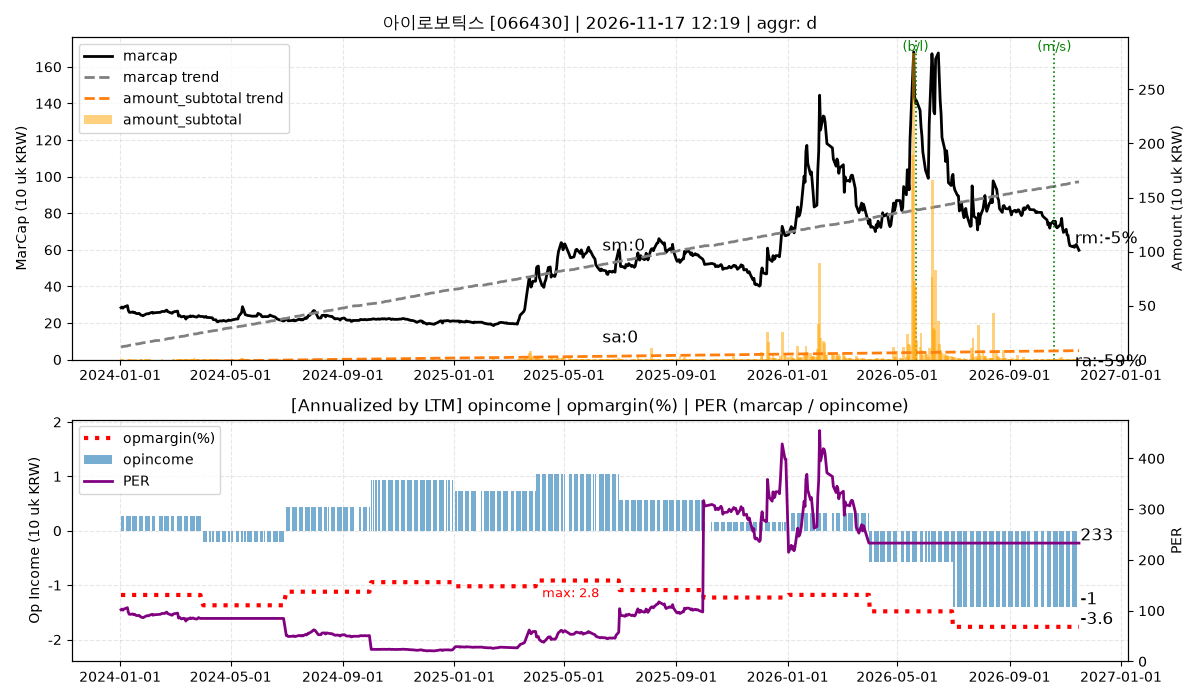 아이로보틱스 [066430] | 2026-11-17 12:19 | aggr: d
marcap
marcap trend
amount_subtotal trend
amount_subtotal
(b/l)
(m/s)
MarCap (10 uk KRW)
160
140
120
100
80
60
40
20
0
250
200
150
100
50
0
Amount (10 uk KRW)
sm:0
sa:0
rm:-5%
ra:-59%
2024-01-01
2024-05-01
2024-09-01
2025-01-01
2025-05-01
2025-09-01
2026-01-01
2026-05-01
2026-09-01
2027-01-01
[Annualized by LTM] opincome | opmargin(%) | PER (marcap / opincome)
opmargin(%)
opincome
PER
Op Income (10 uk KRW)
2
1
0
-1
-2
400
300
200
100
0
PER
max: 2.8
233
-1
-3.6
2024-01-01
2024-05-01
2024-09-01
2025-01-01
2025-05-01
2025-09-01
2026-01-01
2026-05-01
2026-09-01
2027-01-01